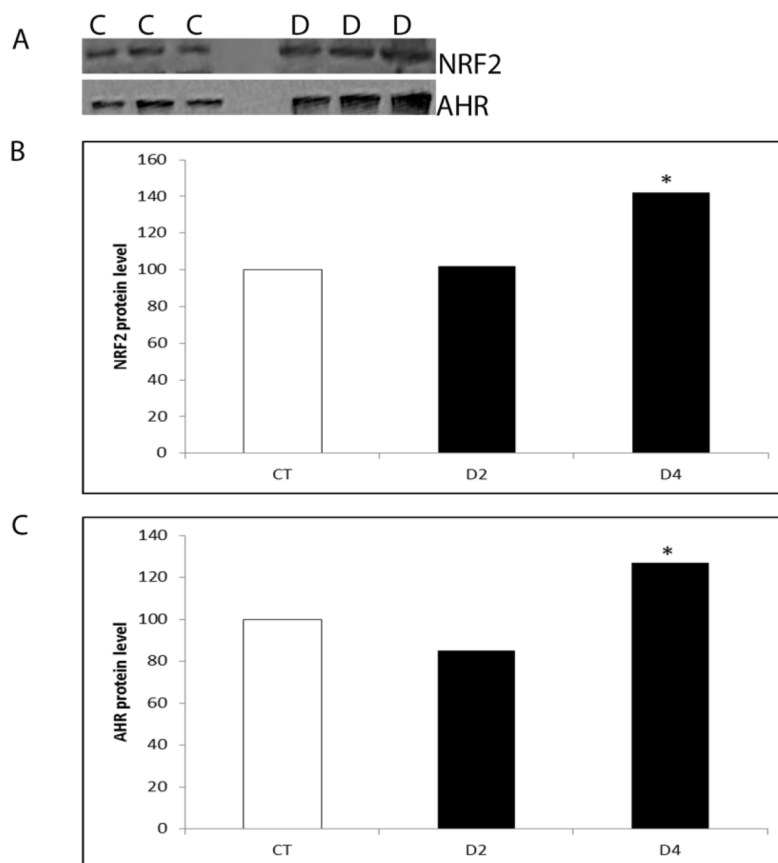 A
C C C D D D
NRF2
AHR
B
160
140
120
100
80
60
40
20
0
NRF2 protein level
*
CT D2 D4
C
140
120
100
80
60
40
20
0
AHR protein level
*
CT D2 D4